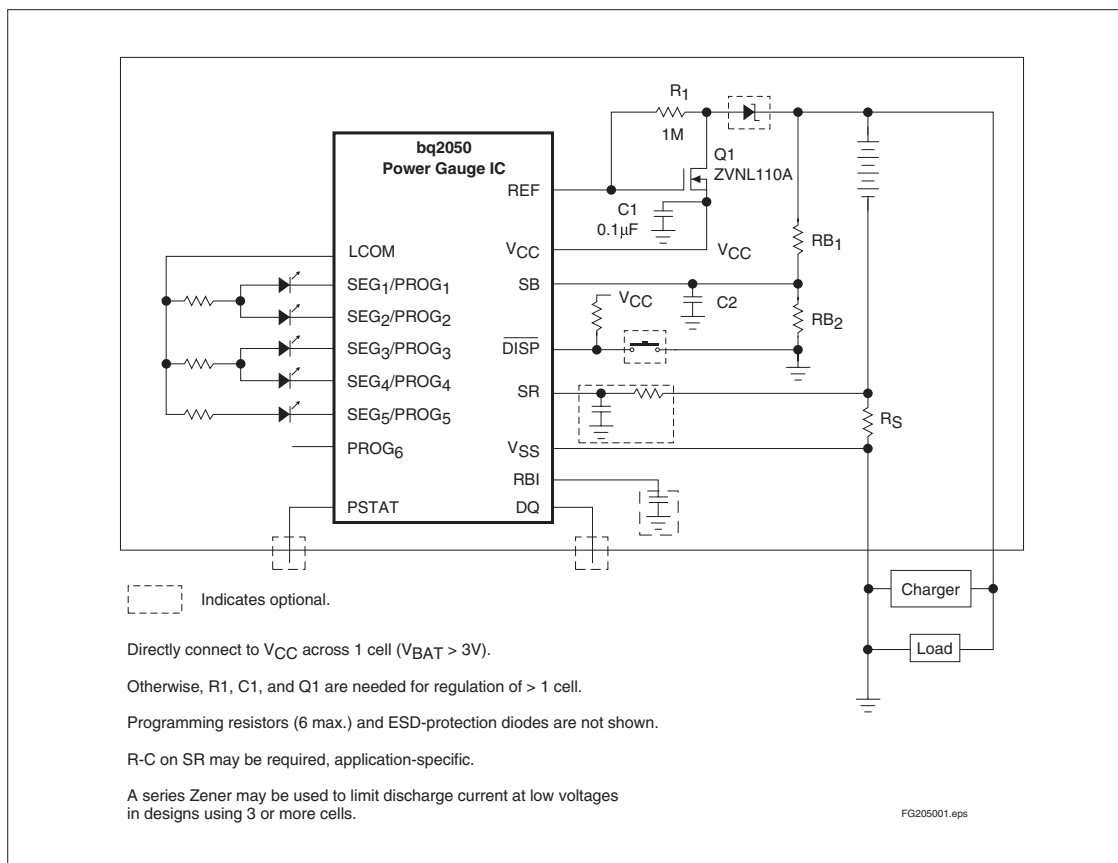 R1
1M
bq2050
Power Gauge IC
Q1
ZVNL110A
REF
C1
0.1µF
VCC
VCC
RB1
LCOM
SEG1/PROG1
SB
VCC
C2
SEG2/PROG2
RB2
SEG3/PROG3
DISP
SEG4/PROG4
SR
SEG5/PROG5
RS
PROG6
VSS
RBI
PSTAT
DQ
Charger
Indicates optional.
Load
Directly connect to VCC across 1 cell (VBAT > 3V).
Otherwise, R1, C1, and Q1 are needed for regulation of > 1 cell.
Programming resistors (6 max.) and ESD-protection diodes are not shown.
R-C on SR may be required, application-specific.
A series Zener may be used to limit discharge current at low voltages
in designs using 3 or more cells.
FG205001.eps